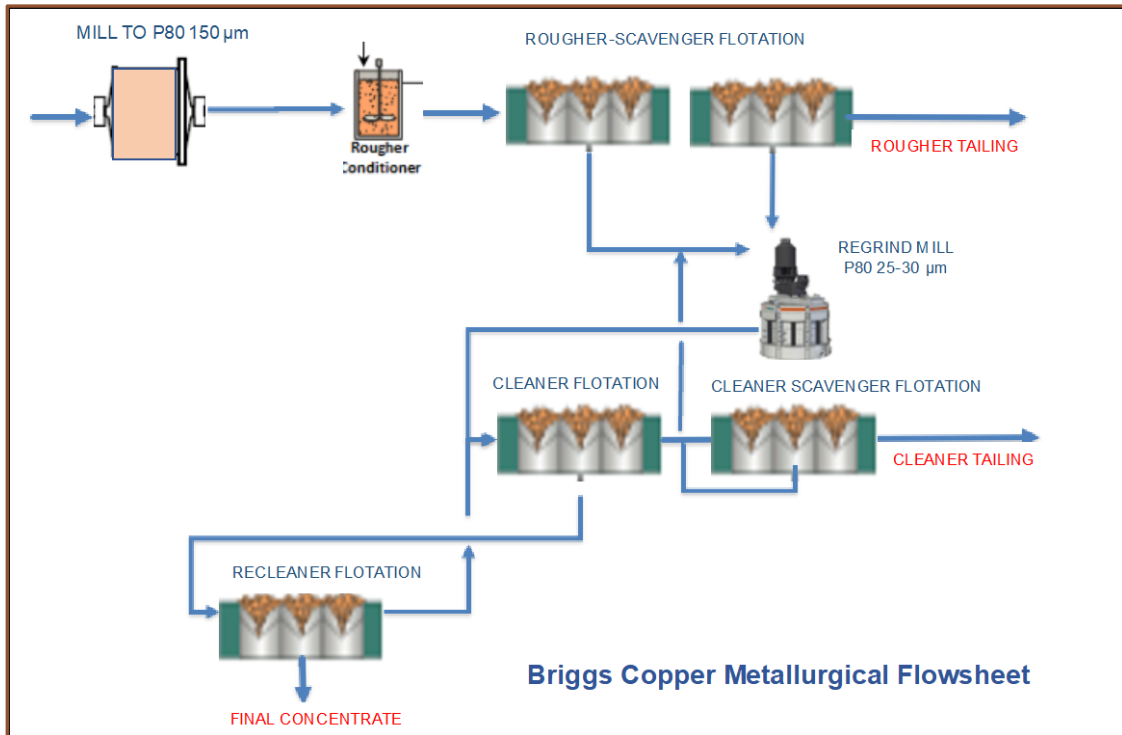 MILL TO P80 150 µm
ROUGHER-SCAVENGER FLOTATION
Rougher
Conditioner
ROUGHER TAILING
REGRIND MILL
P80 25-30 µm
CLEANER FLOTATION
CLEANER SCAVENGER FLOTATION
CLEANER TAILING
RECLEANER FLOTATION
Briggs Copper Metallurgical Flowsheet
FINAL CONCENTRATE